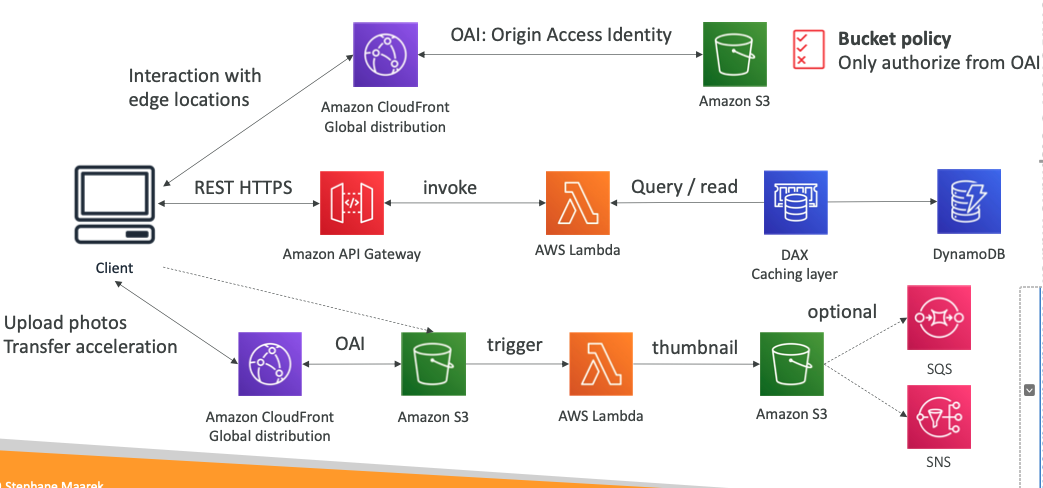 OAI: Origin Access Identity
Bucket policy
Only authorize from OAI
Interaction with
edge locations
Amazon CloudFront
Global distribution
Amazon S3
REST HTTPS
invoke
Query / read
Amazon API Gateway
AWS Lambda
DAX
Caching layer
DynamoDB
Client
optional
Upload photos
Transfer acceleration
OAI
trigger
thumbnail
SQS
Amazon CloudFront
Global distribution
Amazon S3
AWS Lambda
Amazon S3
SNS
Stephane Maarek